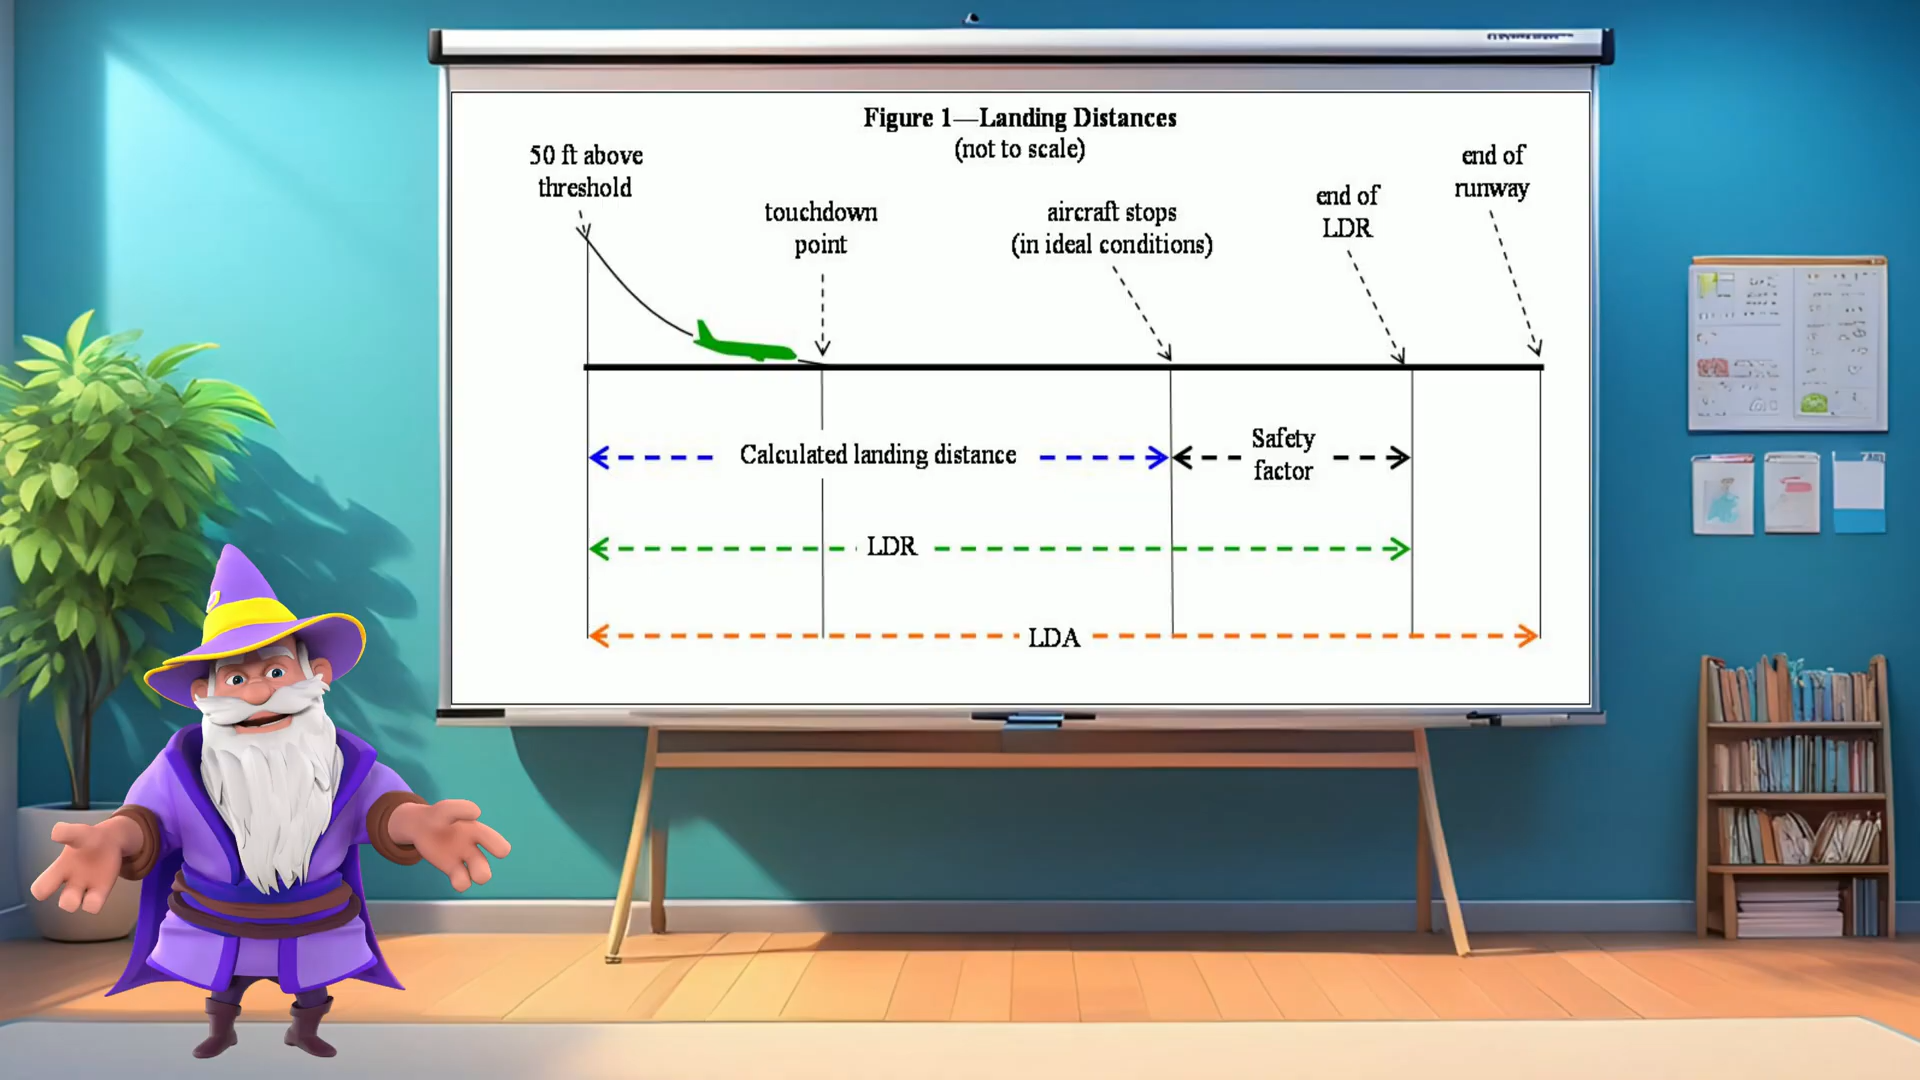 Figure 1—Landing Distances
(not to scale)
50 ft above
threshold
touchdown
point
aircraft stops
(in ideal conditions)
end of
LDR
end of
runway
Calculated landing distance
Safety
factor
LDR
LDA